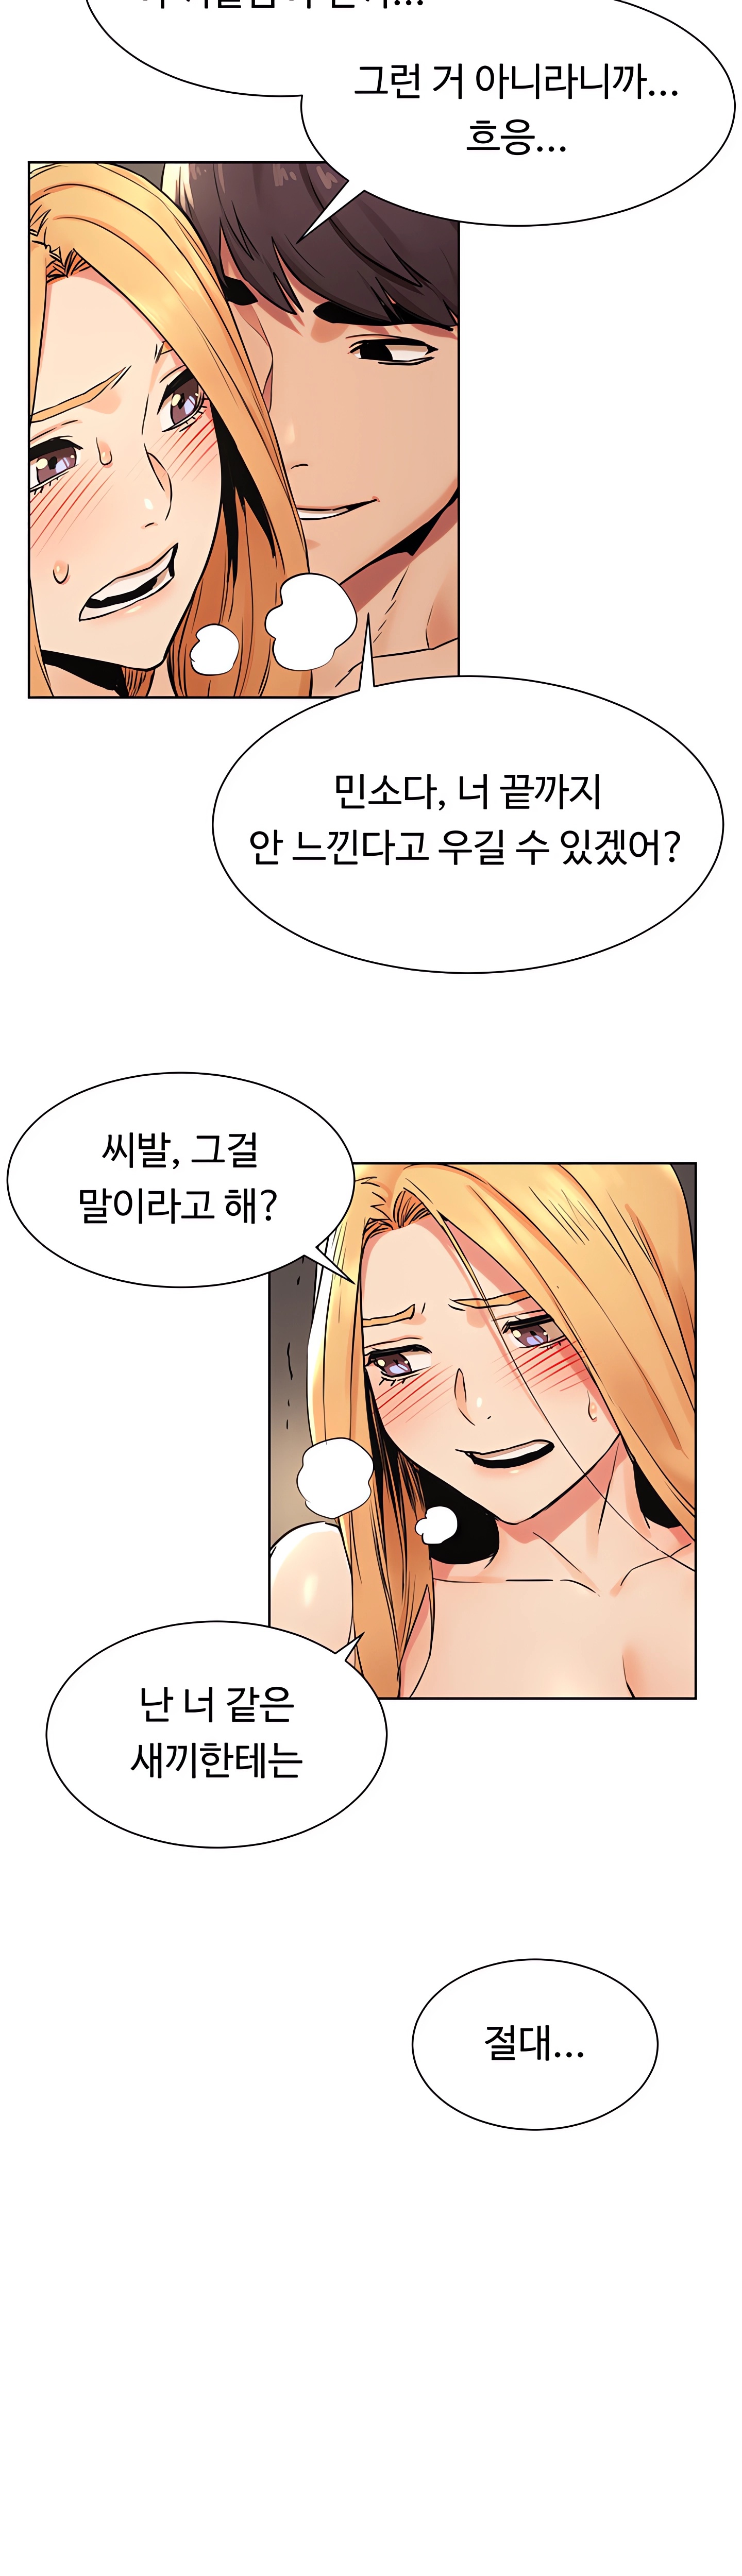 그런 거 아니라니까...
흐응...
민소다, 너 끝까지
안 느낀다고 우길 수 있겠어?
씨발, 그걸
말이라고 해?
난 너 같은
새끼한테는
절대...